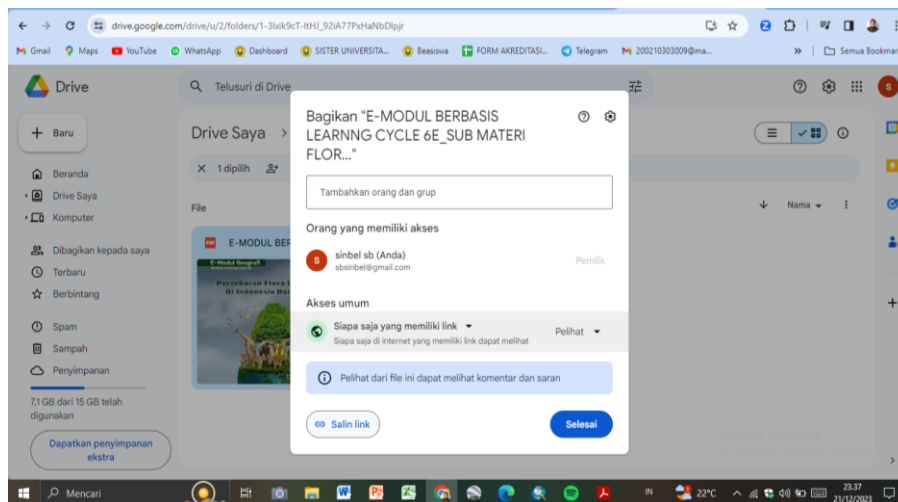 drive.google.com/drive/u/2/folders/1-3lxik9cT-ItHJ_92iA77PxHaNbDlpjr
Gmail
Maps
YouTube
WhatsApp
Dashboard
SISTER UNIVERSITA...
Beasiswa
FORM AKREDITASI...
Telegram
200210303009@ma...
»
Semua Bookmar
Drive
Telusuri di Drive
S
+ Baru
Drive Saya >
1 dipilih
Beranda
Drive Saya
Komputer
Dibagikan kepada saya
Terbaru
Berbintang
Spam
Sampah
Penyimpanan
7,1 GB dari 15 GB telah
digunakan
Dapatkan penyimpanan
ekstra
File
Nama
E-MODUL BER
E-Modul Geografi
Persebaran Flora
Di Indonesia Da
Bagikan "E-MODUL BERBASIS
LEARNNG CYCLE 6E_SUB MATERI
FLOR..."
Tambahkan orang dan grup
Orang yang memiliki akses
S
sinbel sb (Anda)
sbsinbel@gmail.com
Pemilik
Akses umum
Siapa saja yang memiliki link
Siapa saja di internet yang memiliki link dapat melihat
Pelihat
Pelihat dari file ini dapat melihat komentar dan saran
Salin link
Selesai
Mencari
IN
22°C
23.37
21/12/2023